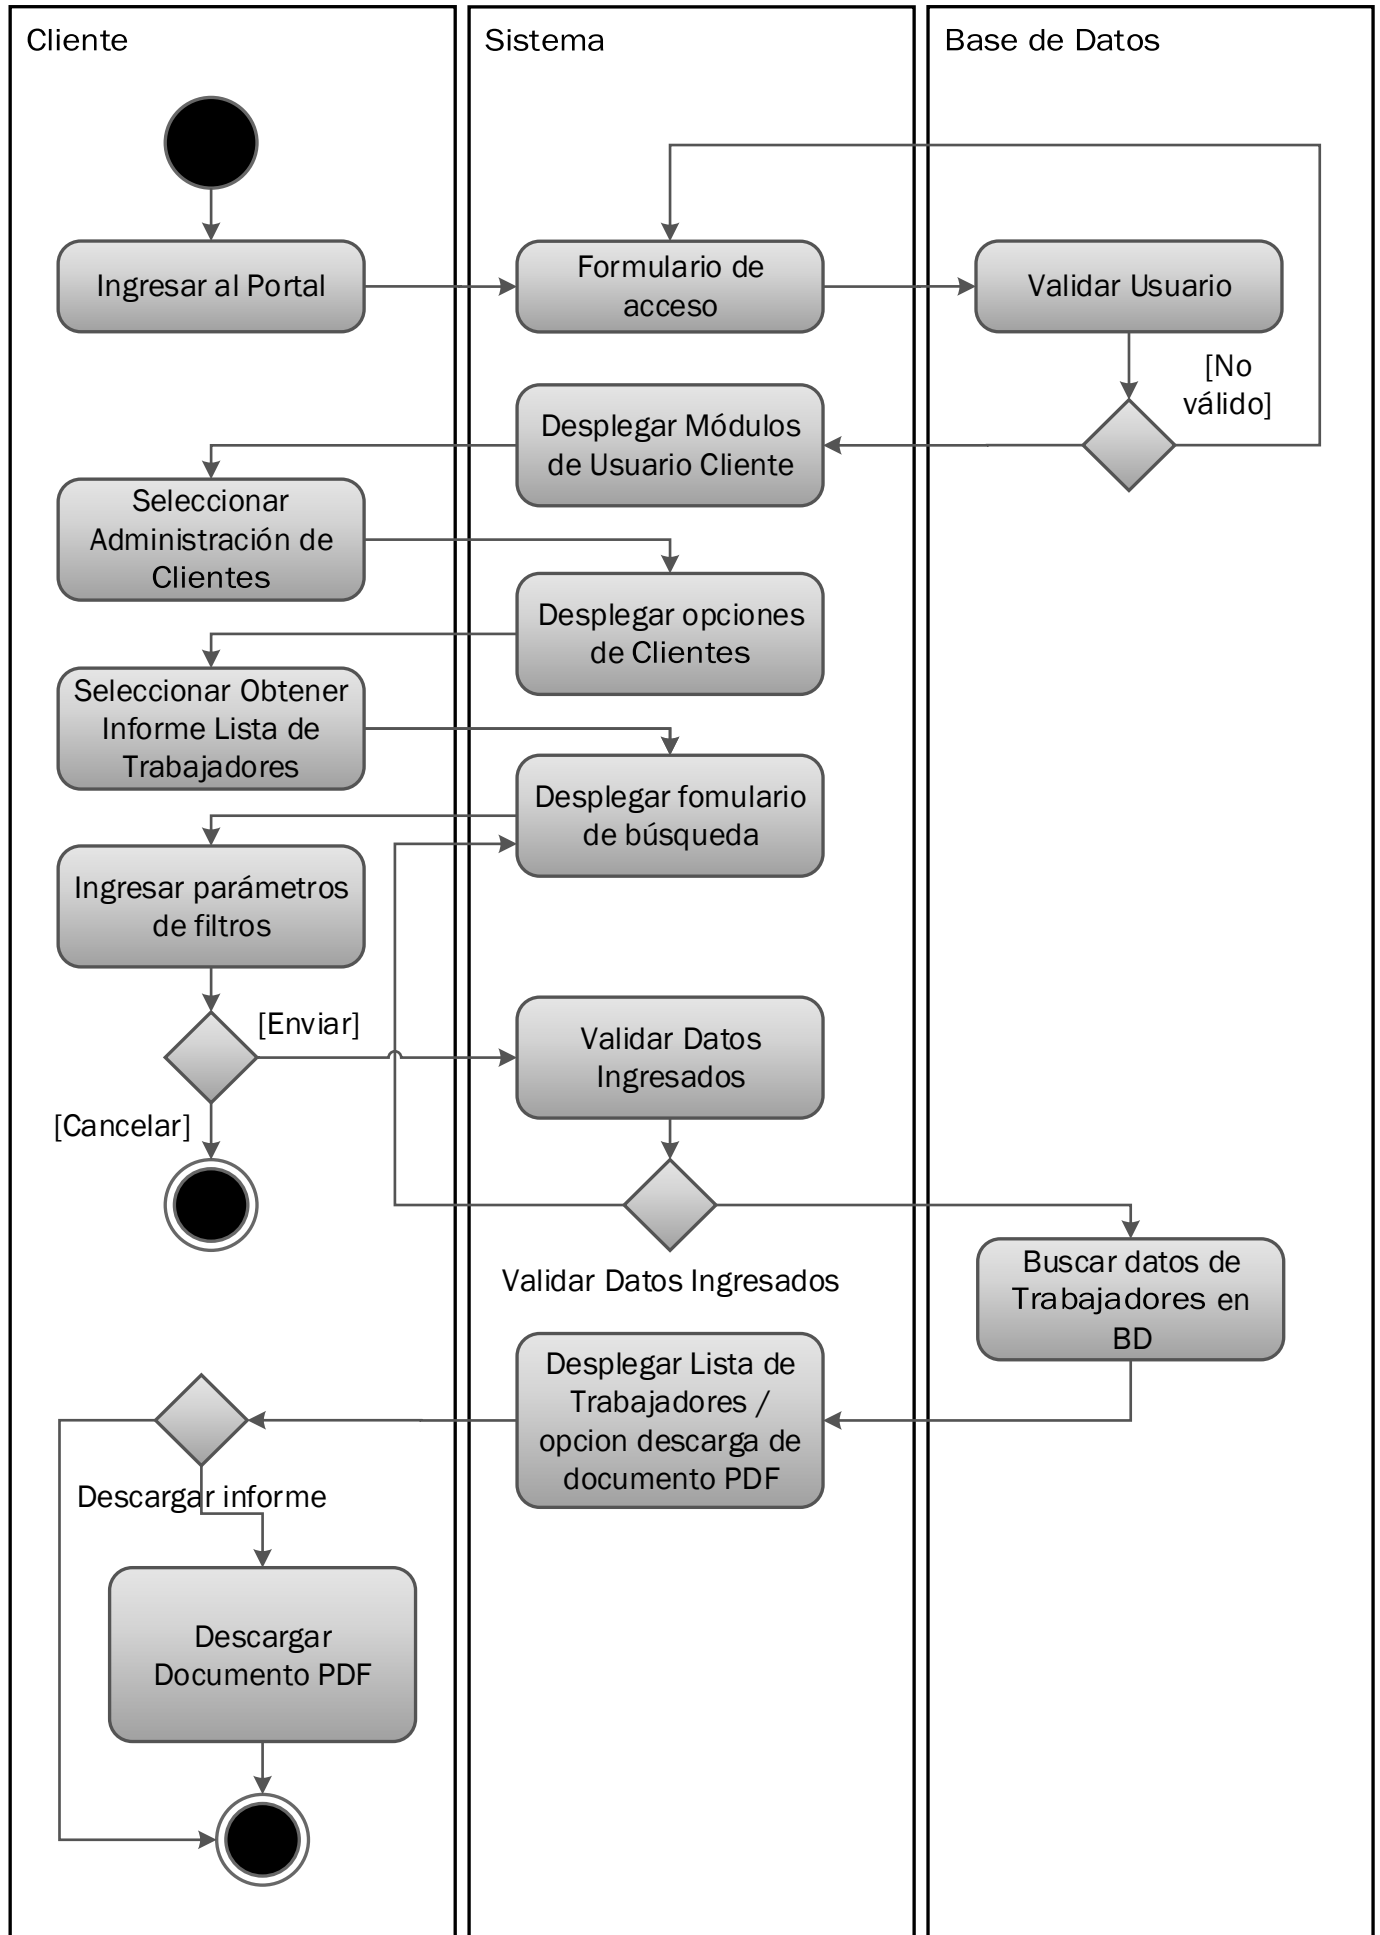 Cliente
Sistema
Base de Datos
Ingresar al Portal
Formulario de
acceso
Validar Usuario
[No
válido]
Desplegar Módulos
de Usuario Cliente
Seleccionar
Administración de
Clientes
Desplegar opciones
de Clientes
Seleccionar Obtener
Informe Lista de
Trabajadores
Desplegar fomulario
de búsqueda
Ingresar parámetros
de filtros
[Enviar]
Validar Datos
Ingresados
[Cancelar]
Validar Datos Ingresados
Buscar datos de
Trabajadores en
BD
Desplegar Lista de
Trabajadores /
opcion descarga de
documento PDF
Descargar informe
Descargar
Documento PDF